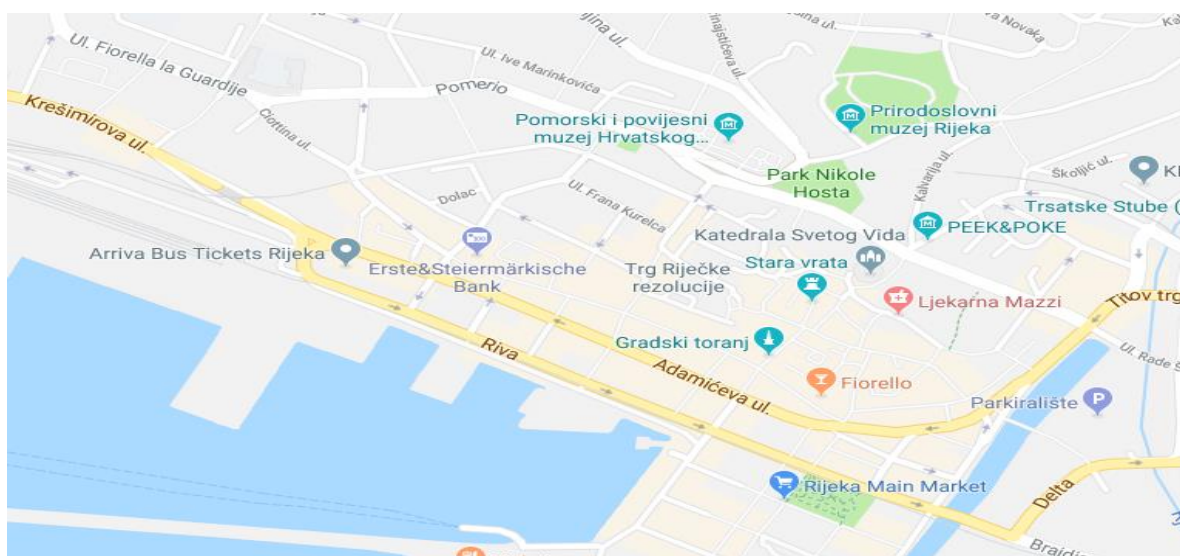 Ul. Fiorella la Guardije
Ul. Ive Marinkovića
Pomerio
Krešimirova ul.
Ciottina ul.
Pomorski i povijesni
muzej Hrvatskog...
Prirodoslovni
muzej Rijeka
Park Nikole
Hosta
Kalvarija ul.
Školjić ul.
Trsatske Stube (
PEEK&POKE
Dolac
Ul. Frana Kurelca
Katedrala Svetog Vida
Arriva Bus Tickets Rijeka
Erste&Steiermärkische
Bank
Trg Riječke
rezolucije
Stara vrata
Ljekarna Mazzi
Titov trg
Gradski toranj
Riva
Adamićeva ul.
Fiorello
Ul. Rade
Parkiralište
P
Rijeka Main Market
Delta